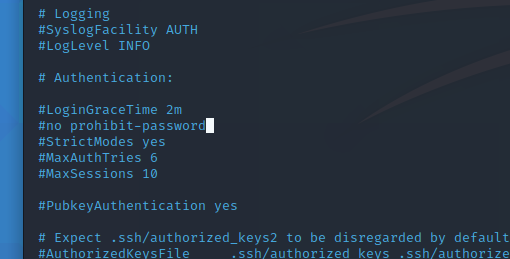 # Logging
#SyslogFacility AUTH
#LogLevel INFO
# Authentication:
#LoginGraceTime 2m
#no prohibit-password
#StrictModes yes
#MaxAuthTries 6
#MaxSessions 10
#PubkeyAuthentication yes
# Expect .ssh/authorized_keys2 to be disregarded by default
#AuthorizedKeysFile .ssh/authorized_keys .ssh/authorize